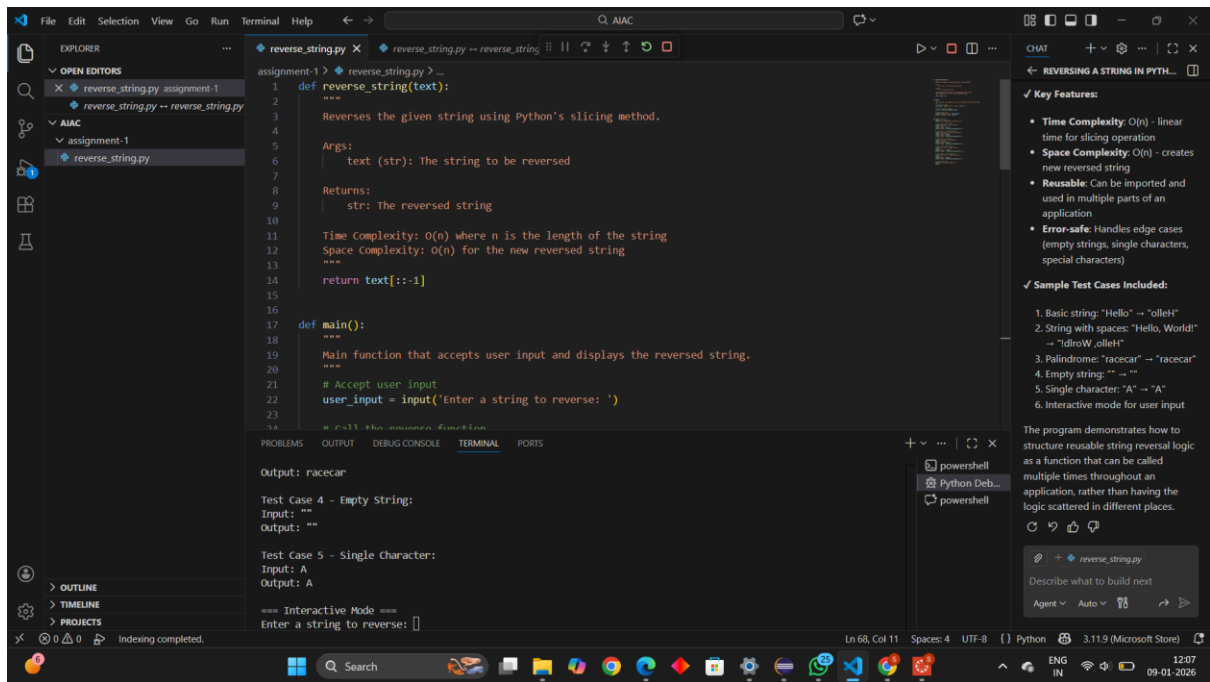 File Edit Selection View Go Run Terminal Help
AIAC
EXPLORER
OPEN EDITORS
reverse_string.py assignment-1
reverse_string.py ↔ reverse_string.py
AIAC
assignment-1
reverse_string.py
OUTLINE
TIMELINE
PROJECTS
reverse_string.py
reverse_string.py ↔ reverse_string
assignment-1 > reverse_string.py > ...
1 def reverse_string(text):
2 """
3 Reverses the given string using Python's slicing method.
4
5 Args:
6 text (str): The string to be reversed
7
8 Returns:
9 str: The reversed string
10
11 Time Complexity: O(n) where n is the length of the string
12 Space Complexity: O(n) for the new reversed string
13 """
14 return text[::-1]
15
16
17 def main():
18 """
19 Main function that accepts user input and displays the reversed string.
20 """
21 # Accept user input
22 user_input = input('Enter a string to reverse: ')
23
24 # Call the reverse function
PROBLEMS OUTPUT DEBUG CONSOLE TERMINAL PORTS
Output: racecar
Test Case 4 - Empty String:
Input: ""
Output: ""
Test Case 5 - Single Character:
Input: A
Output: A
=== Interactive Mode ===
Enter a string to reverse:
powershell
Python Deb...
powershell
CHAT
REVERSING A STRING IN PYTH...
✓ Key Features:
• Time Complexity: O(n) - linear
time for slicing operation
• Space Complexity: O(n) - creates
new reversed string
• Reusable: Can be imported and
used in multiple parts of an
application
• Error-safe: Handles edge cases
(empty strings, single characters,
special characters)
✓ Sample Test Cases Included:
1. Basic string: "Hello" → "olleH"
2. String with spaces: "Hello, World!"
→ "!dlroW ,olleH"
3. Palindrome: "racecar" → "racecar"
4. Empty string: "" → ""
5. Single character: "A" → "A"
6. Interactive mode for user input
The program demonstrates how to
structure reusable string reversal logic
as a function that can be called
multiple times throughout an
application, rather than having the
logic scattered in different places.
reverse_string.py
Describe what to build next
Agent Auto
0 0 Indexing completed.
Ln 68, Col 11 Spaces: 4 UTF-8 {} Python 3.11.9 (Microsoft Store)
6
Search
25
ENG
IN
12:07
09-01-2026